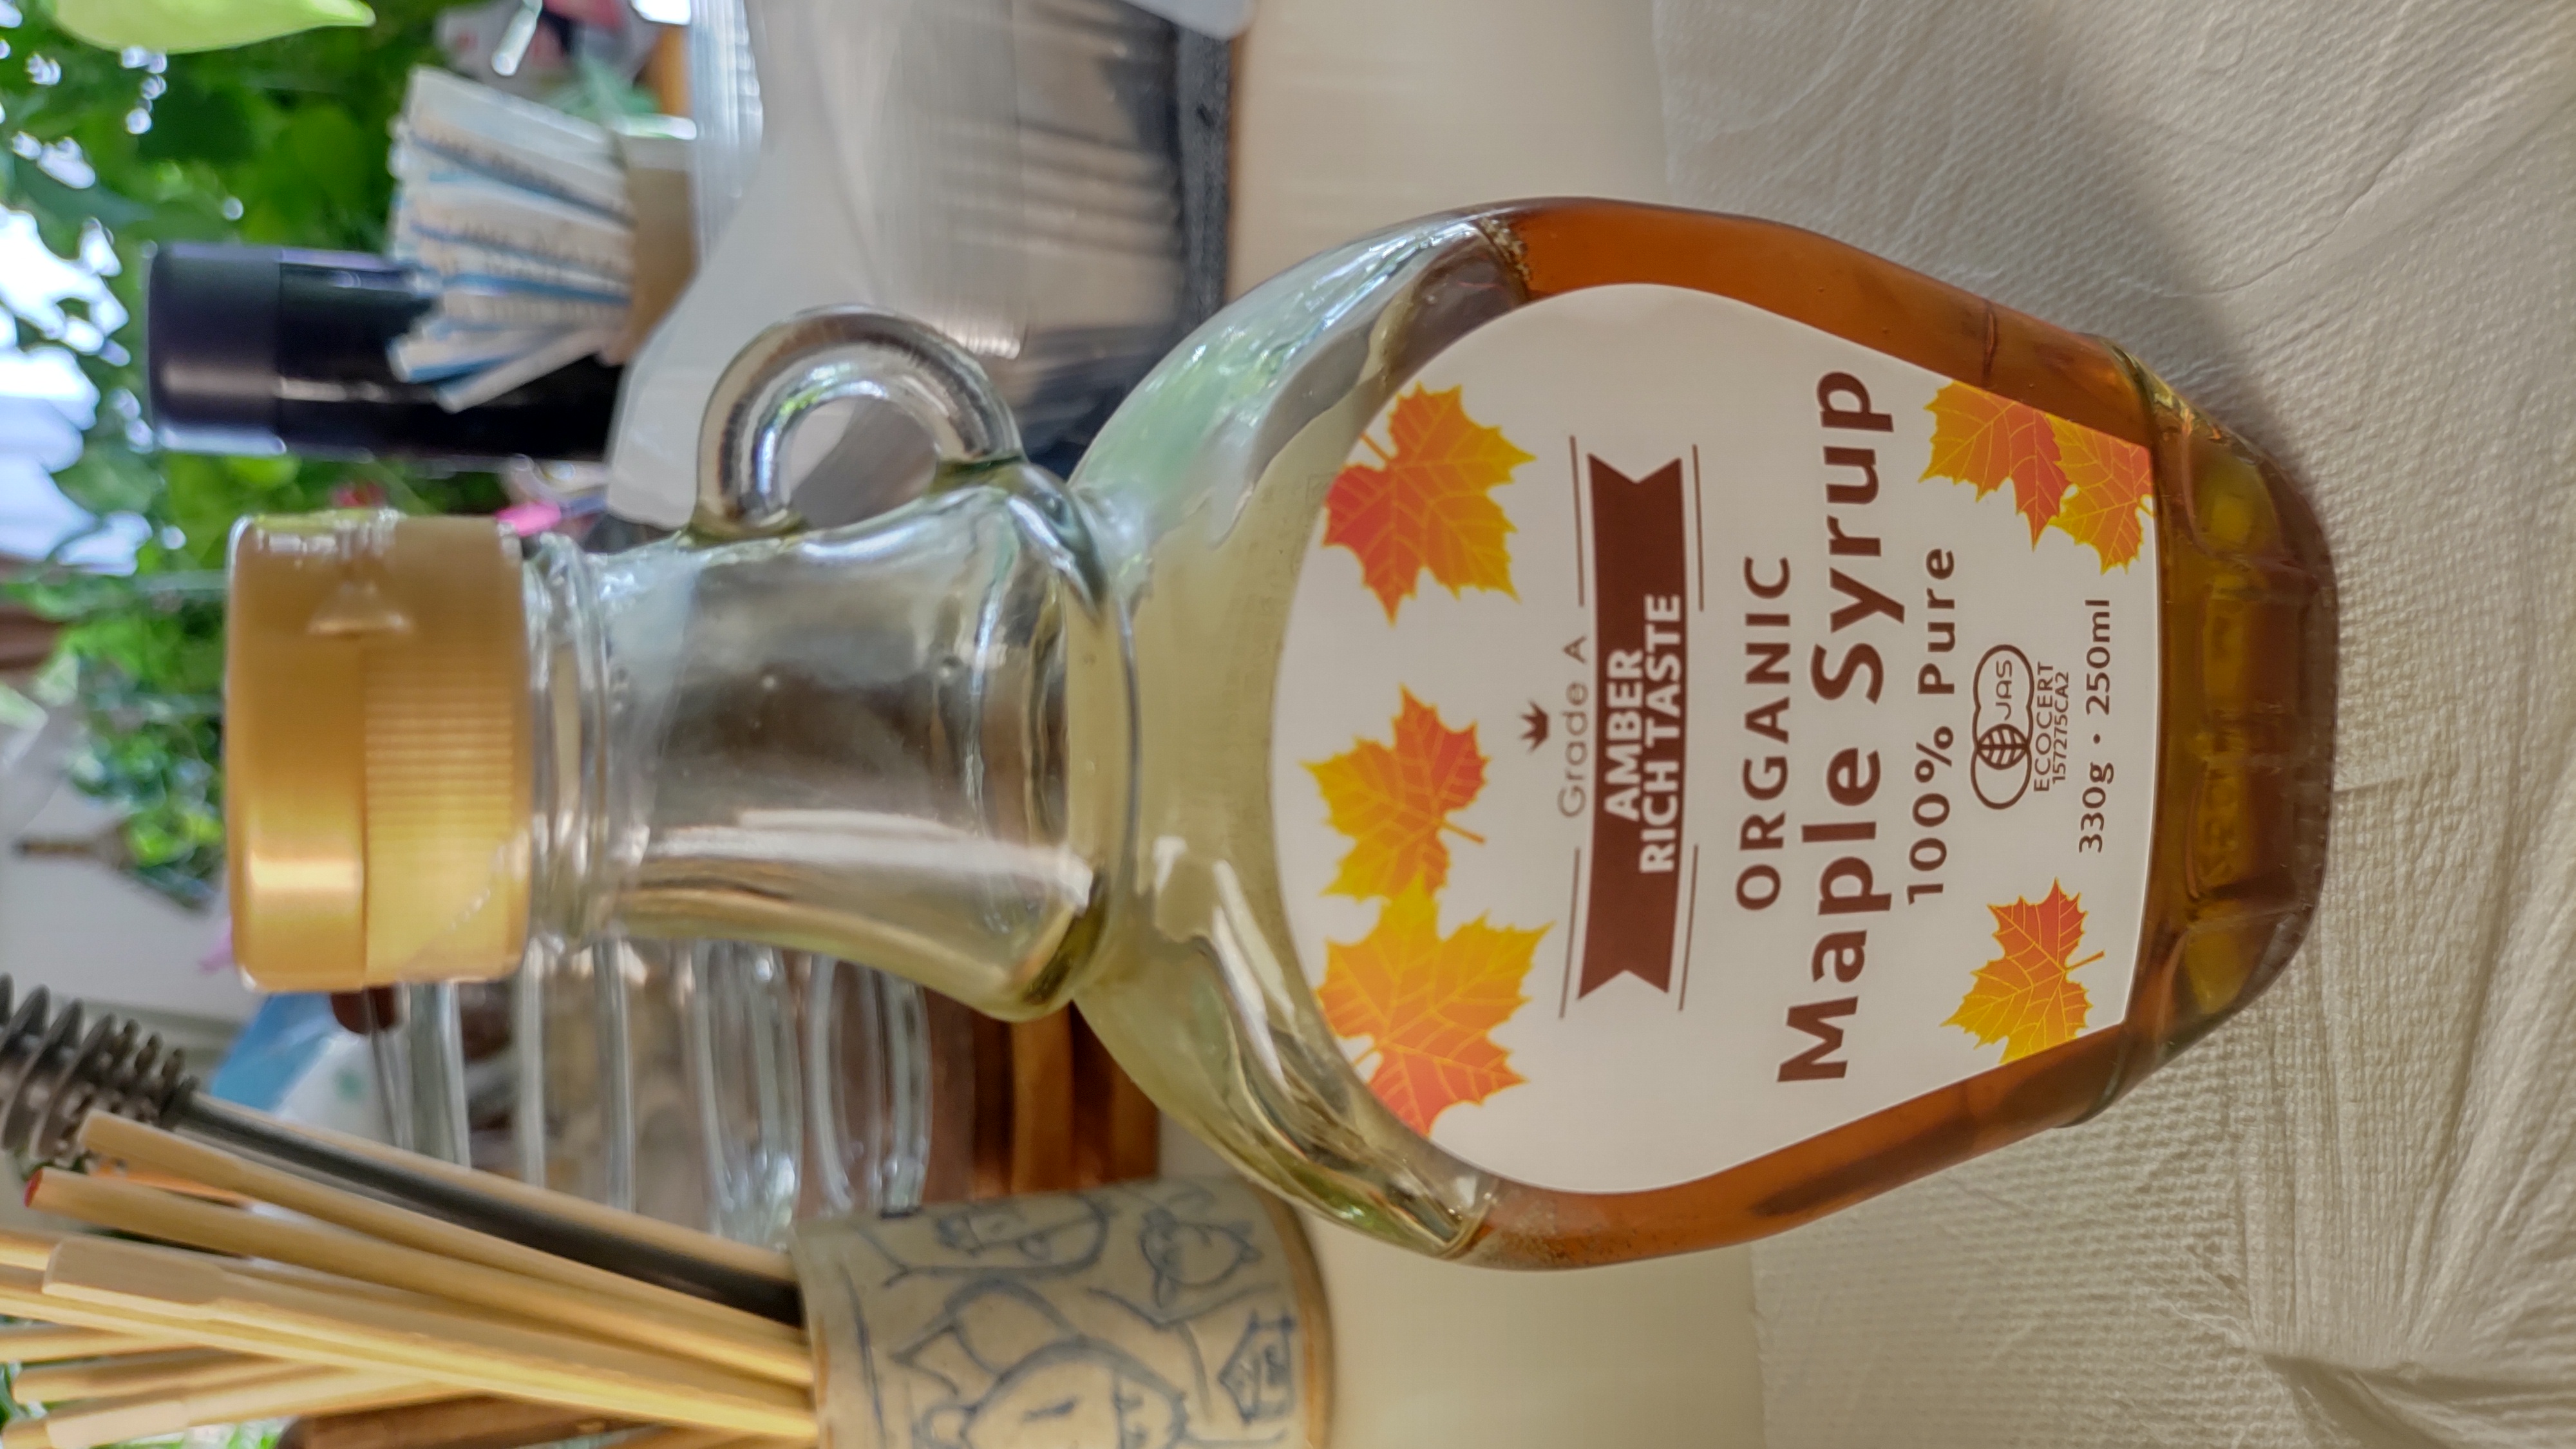 Grade A
AMBER
RICH TASTE
ORGANIC
Maple Syrup
100% Pure
JAS
ECOCERT
157275CA2
330g · 250ml